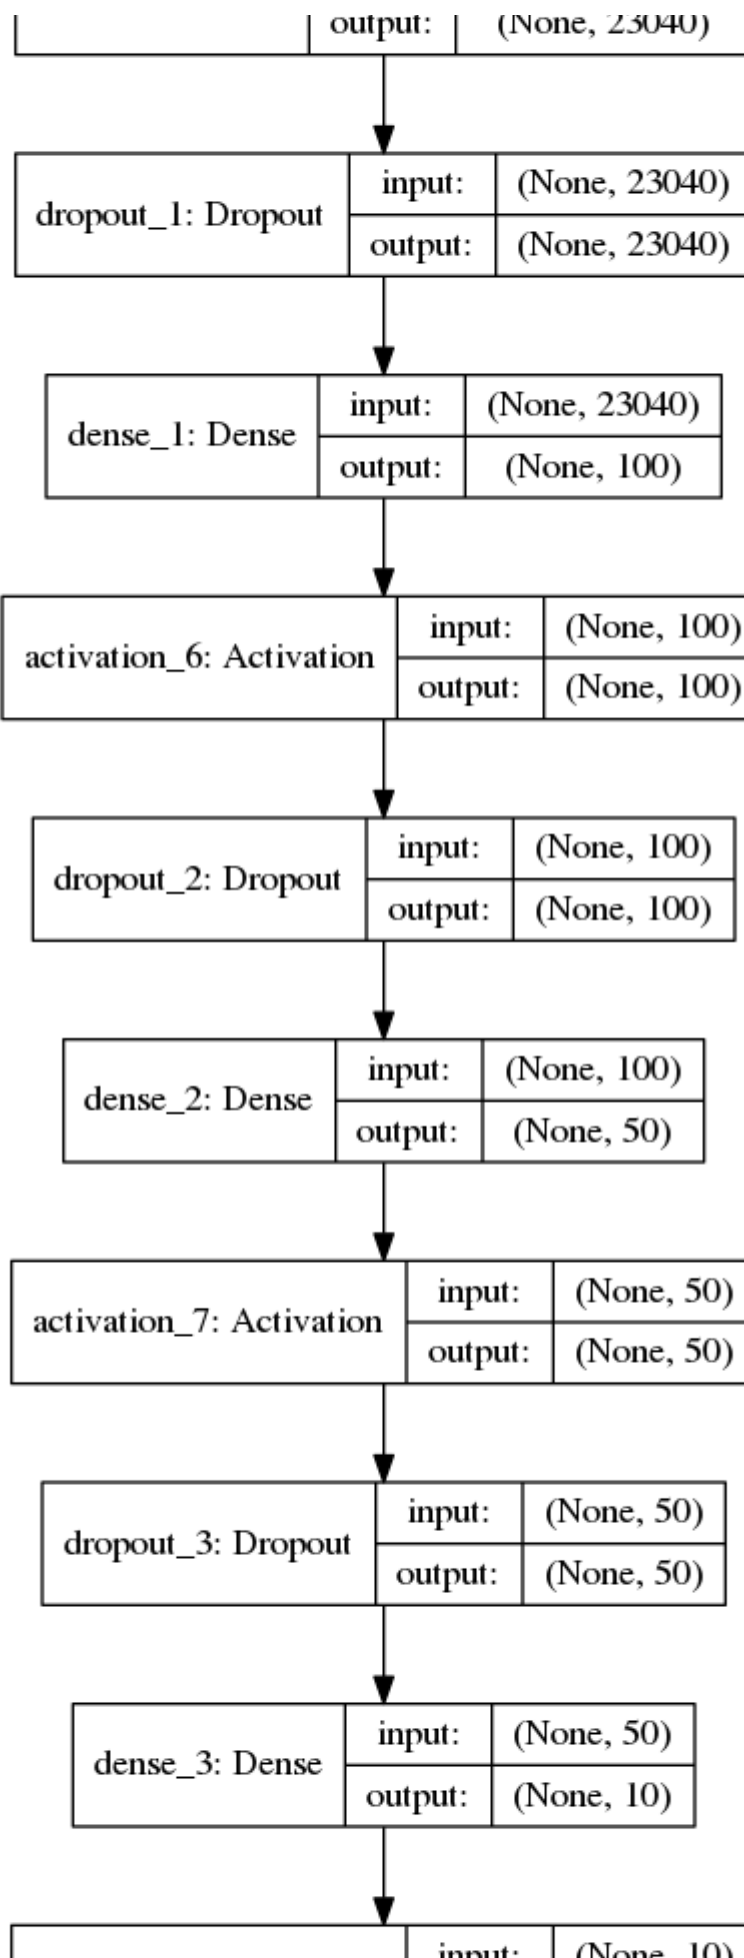 output: (None, 23040)
dropout_1: Dropout input: (None, 23040)
output: (None, 23040)
dense_1: Dense input: (None, 23040)
output: (None, 100)
activation_6: Activation input: (None, 100)
output: (None, 100)
dropout_2: Dropout input: (None, 100)
output: (None, 100)
dense_2: Dense input: (None, 100)
output: (None, 50)
activation_7: Activation input: (None, 50)
output: (None, 50)
dropout_3: Dropout input: (None, 50)
output: (None, 50)
dense_3: Dense input: (None, 50)
output: (None, 10)
input: (None, 10)